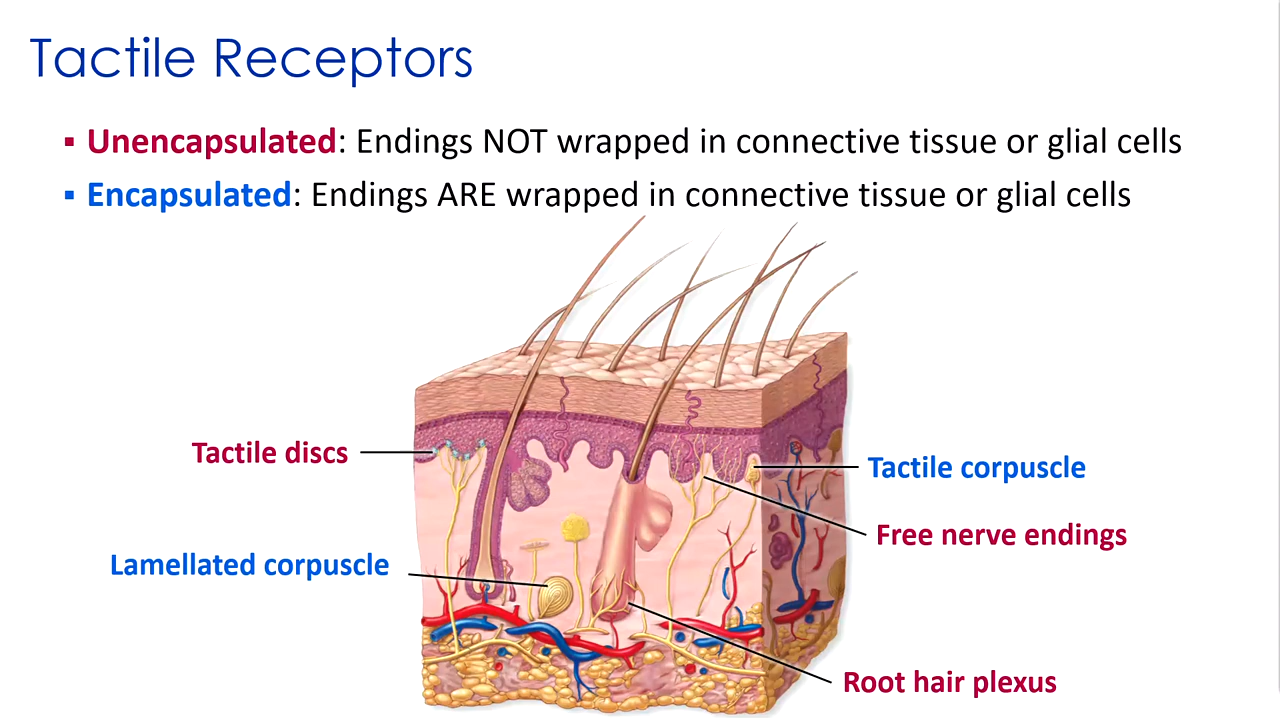 Tactile Receptors
▪ Unencapsulated: Endings NOT wrapped in connective tissue or glial cells
▪ Encapsulated: Endings ARE wrapped in connective tissue or glial cells
Tactile discs
Tactile corpuscle
Free nerve endings
Lamellated corpuscle
Root hair plexus